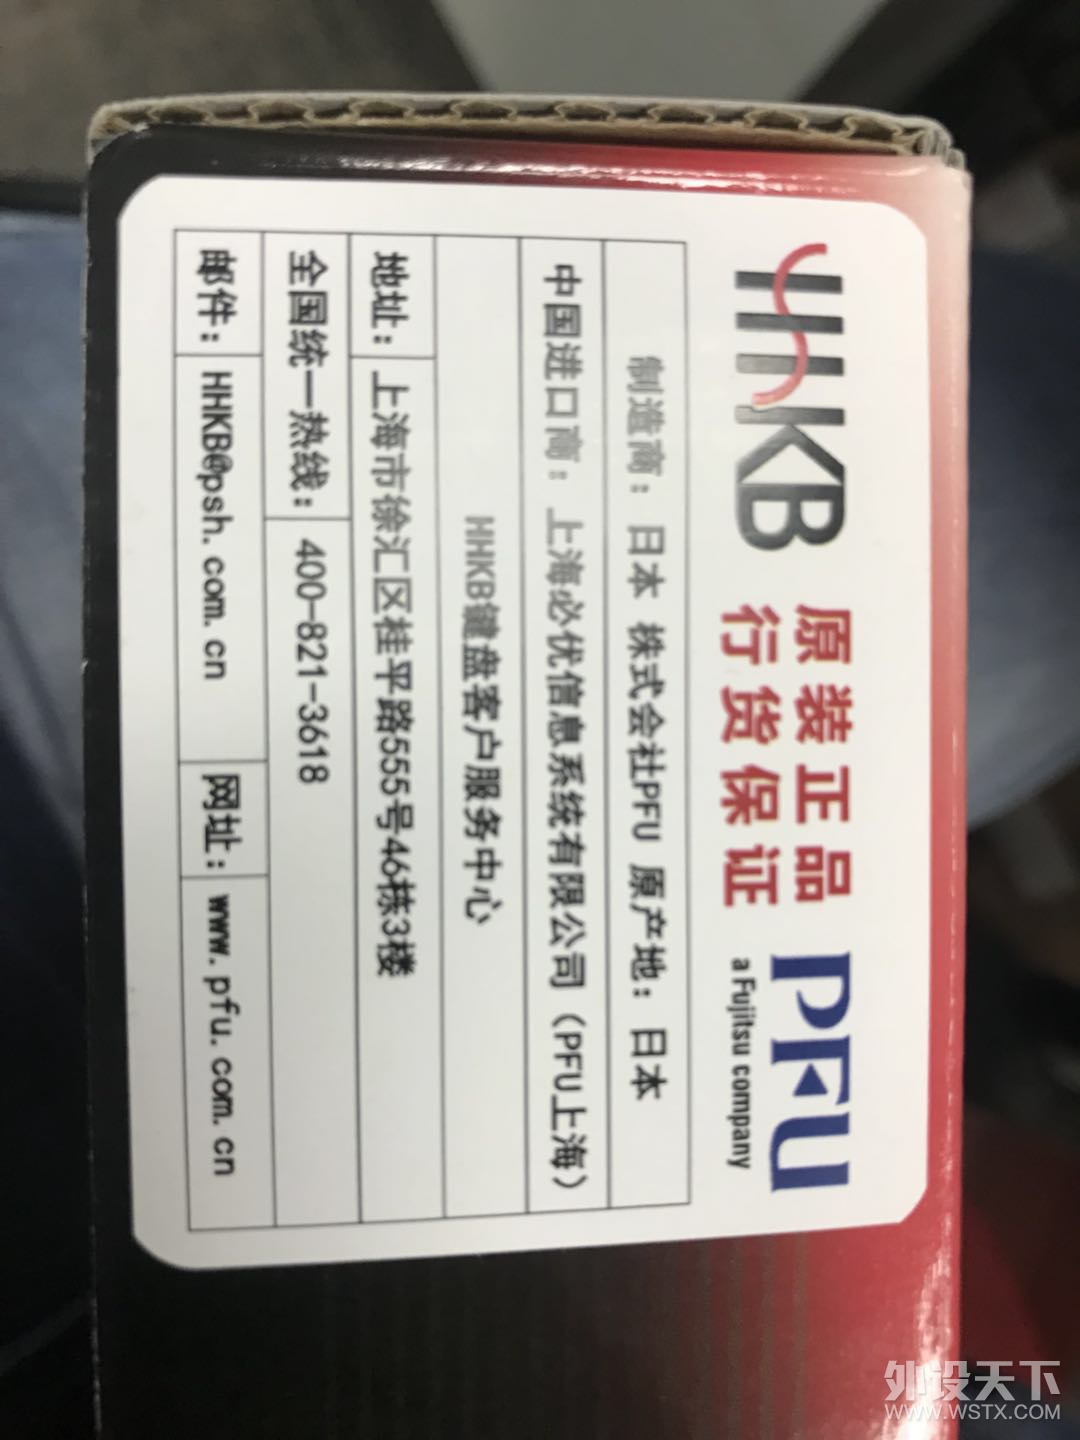 HHKB
原装正品
行货保证
PFU
a Fujitsu company
制造商：日本 株式会社PFU 原产地：日本
中国进口商：上海必优信息系统有限公司（PFU上海）
HHKB键盘客户服务中心
地址：上海市徐汇区桂平路555号46栋3楼
全国统一热线：400-821-3618
邮件：HHKB@psh.com.cn 网址：www.pfu.com.cn
外设天下
WWW.WSTX.COM